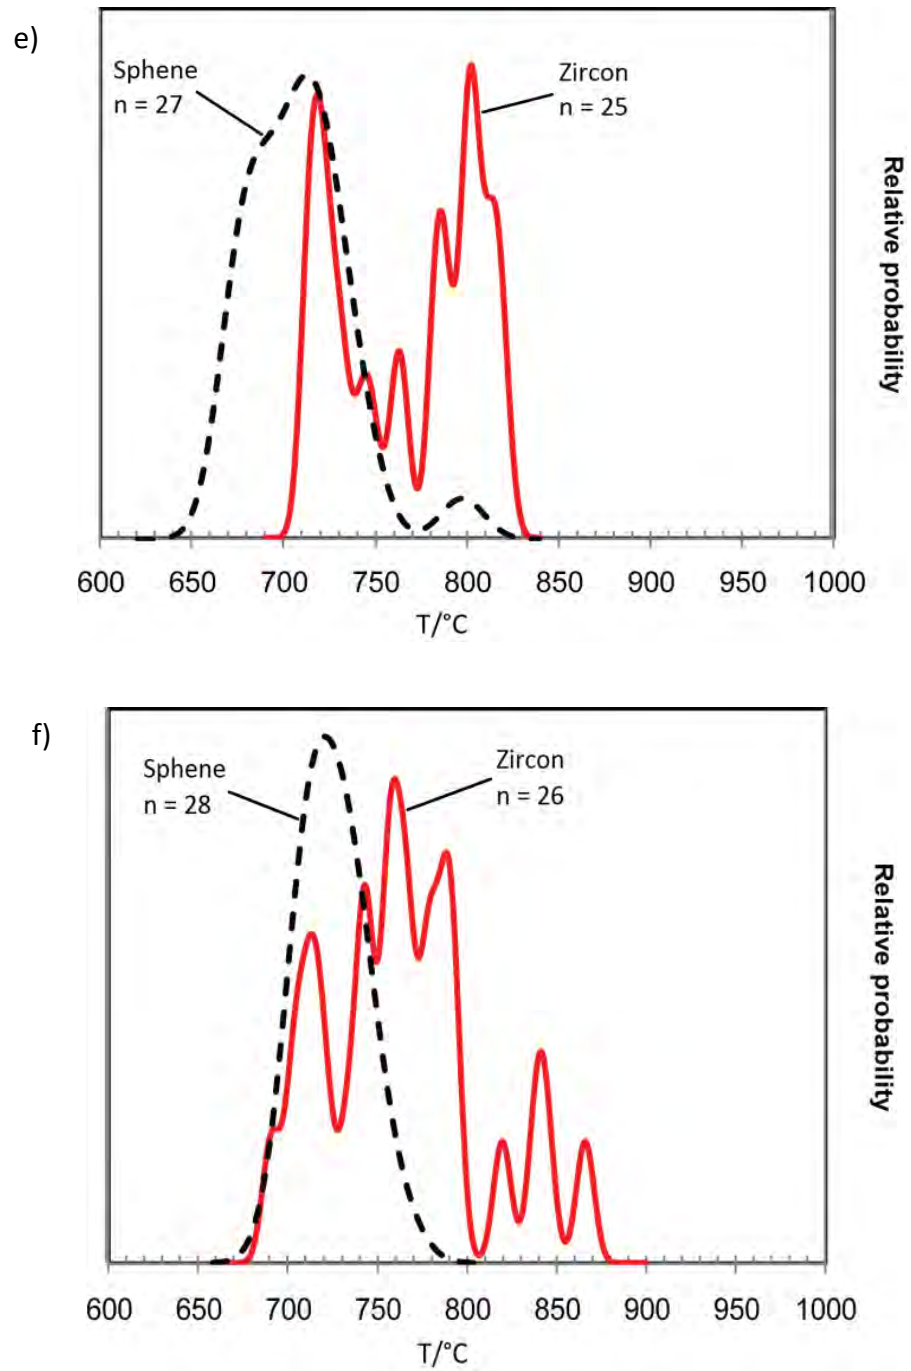 e)
Sphene
n = 27
Zircon
n = 25
Relative probability
600 650 700 750 800 850 900 950 1000
T/°C
f)
Sphene
n = 28
Zircon
n = 26
Relative probability
600 650 700 750 800 850 900 950 1000
T/°C